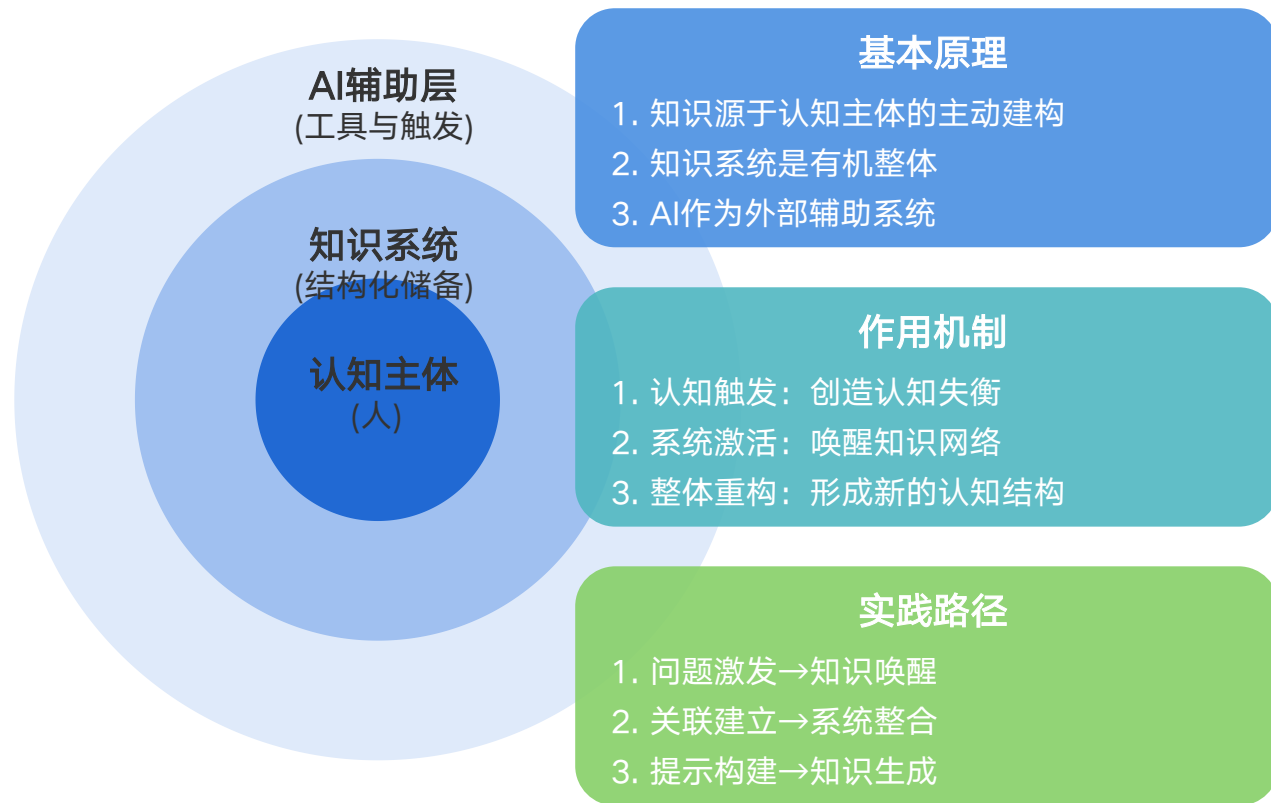 AI辅助层
(工具与触发)
知识系统
(结构化储备)
认知主体
(人)
基本原理
1. 知识源于认知主体的主动建构
2. 知识系统是有机整体
3. AI作为外部辅助系统
作用机制
1. 认知触发：创造认知失衡
2. 系统激活：唤醒知识网络
3. 整体重构：形成新的认知结构
实践路径
1. 问题激发→知识唤醒
2. 关联建立→系统整合
3. 提示构建→知识生成